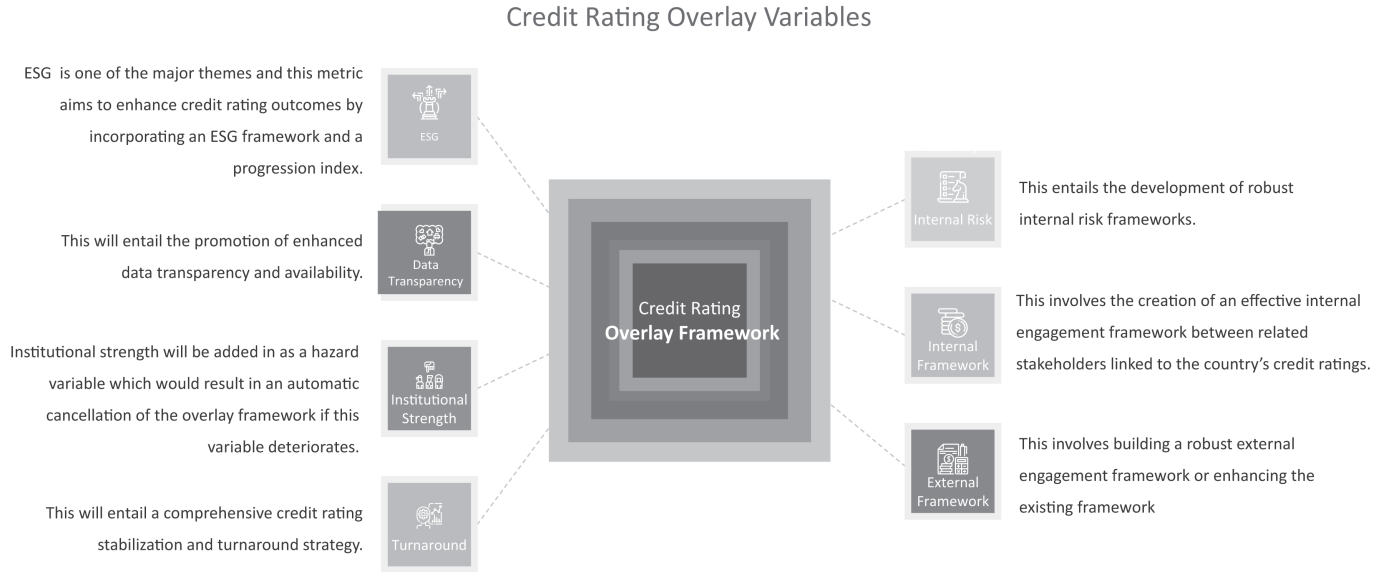 Credit Rating Overlay Variables
ESG is one of the major themes and this metric
aims to enhance credit rating outcomes by
incorporating an ESG framework and a
progression index.
ESG
This will entail the promotion of enhanced
data transparency and availability.
Data
Transparency
Institutional strength will be added in as a hazard
variable which would result in an automatic
cancellation of the overlay framework if this
variable deteriorates.
Institutional
Strength
This will entail a comprehensive credit rating
stabilization and turnaround strategy.
Turnaround
Credit Rating
Overlay Framework
Internal Risk
This entails the development of robust
internal risk frameworks.
Internal
Framework
This involves the creation of an effective internal
engagement framework between related
stakeholders linked to the country’s credit ratings.
External
Framework
This involves building a robust external
engagement framework or enhancing the
existing framework